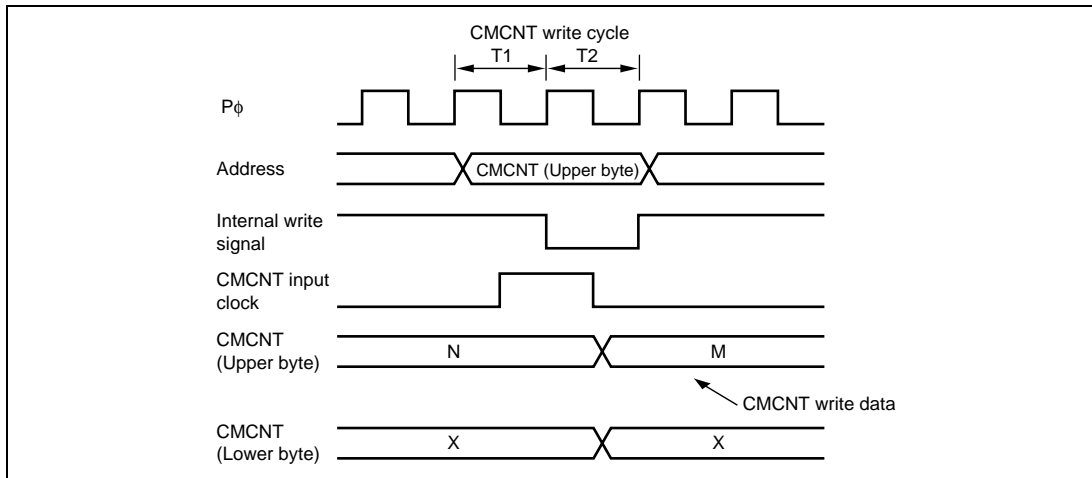 CMCNT write cycle
T1 T2
Pφ
Address
CMCNT (Upper byte)
Internal write
signal
CMCNT input
clock
CMCNT
(Upper byte)
N M
CMCNT write data
CMCNT
(Lower byte)
X X